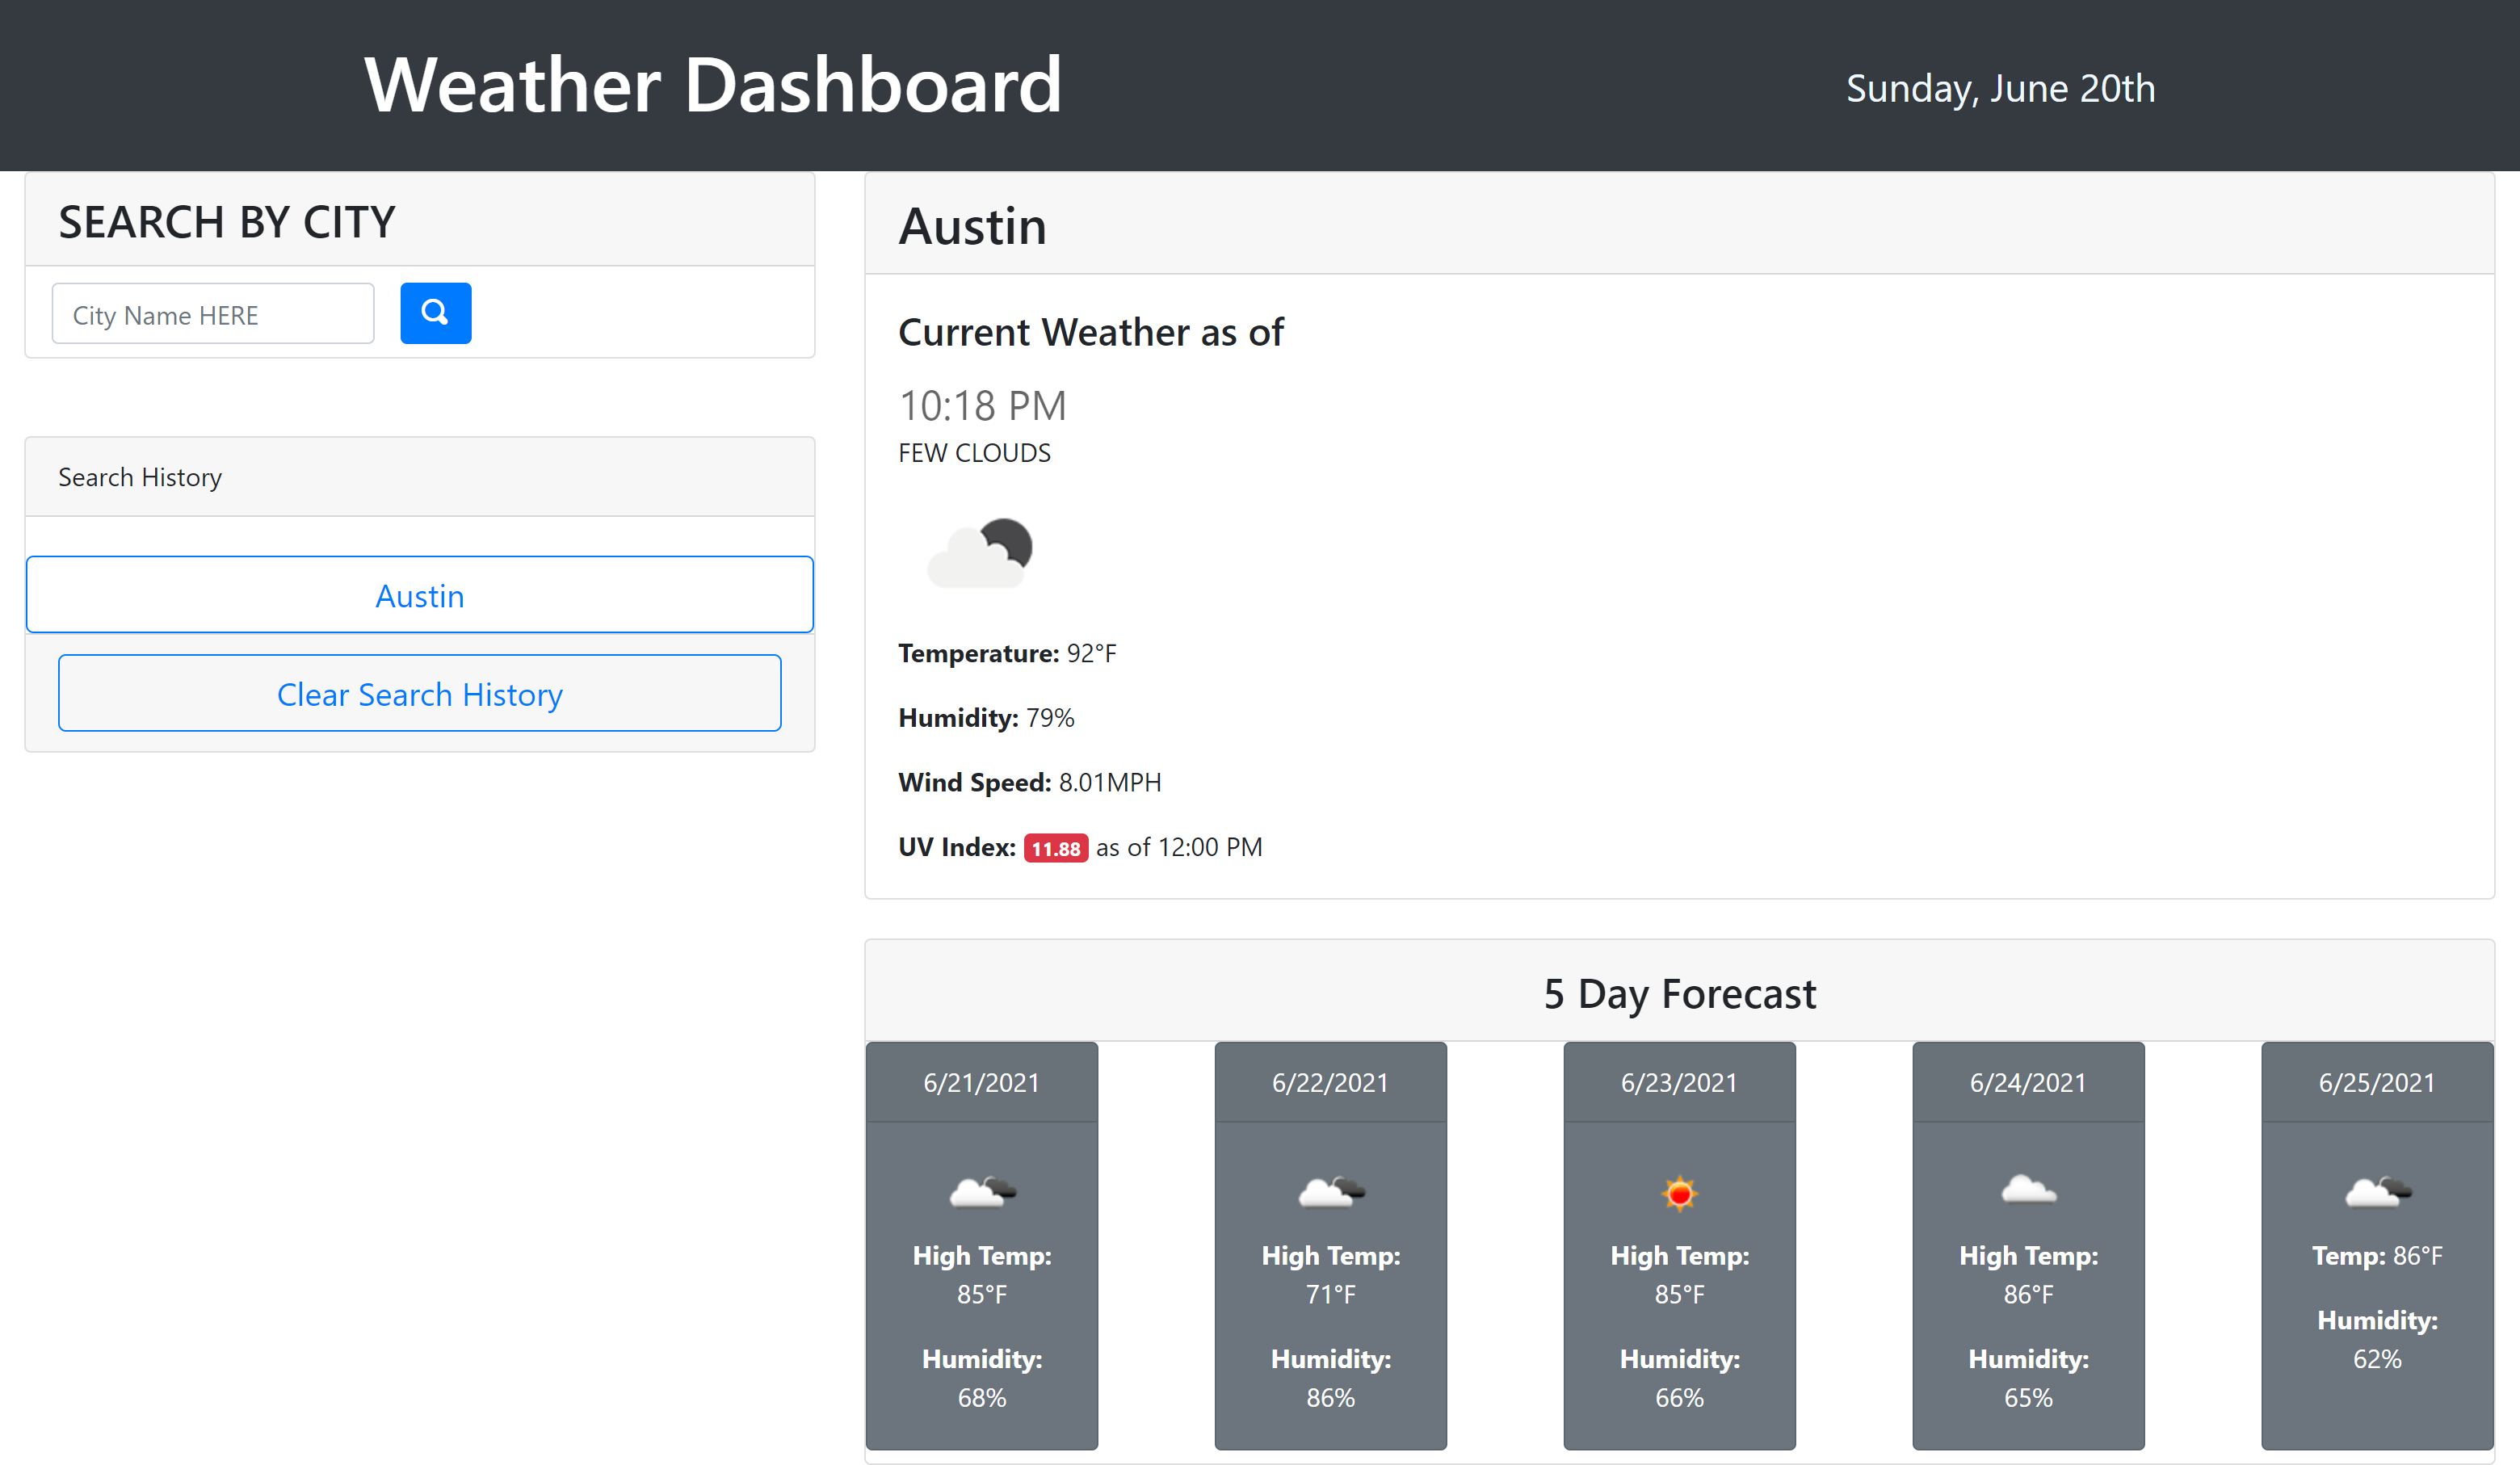 Weather Dashboard
Sunday, June 20th
SEARCH BY CITY
City Name HERE
Search History
Austin
Clear Search History
Austin
Current Weather as of
10:18 PM
FEW CLOUDS
Temperature: 92°F
Humidity: 79%
Wind Speed: 8.01MPH
UV Index: 11.88 as of 12:00 PM
5 Day Forecast
6/21/2021
High Temp:
85°F
Humidity:
68%
6/22/2021
High Temp:
71°F
Humidity:
86%
6/23/2021
High Temp:
85°F
Humidity:
66%
6/24/2021
High Temp:
86°F
Humidity:
65%
6/25/2021
Temp: 86°F
Humidity:
62%